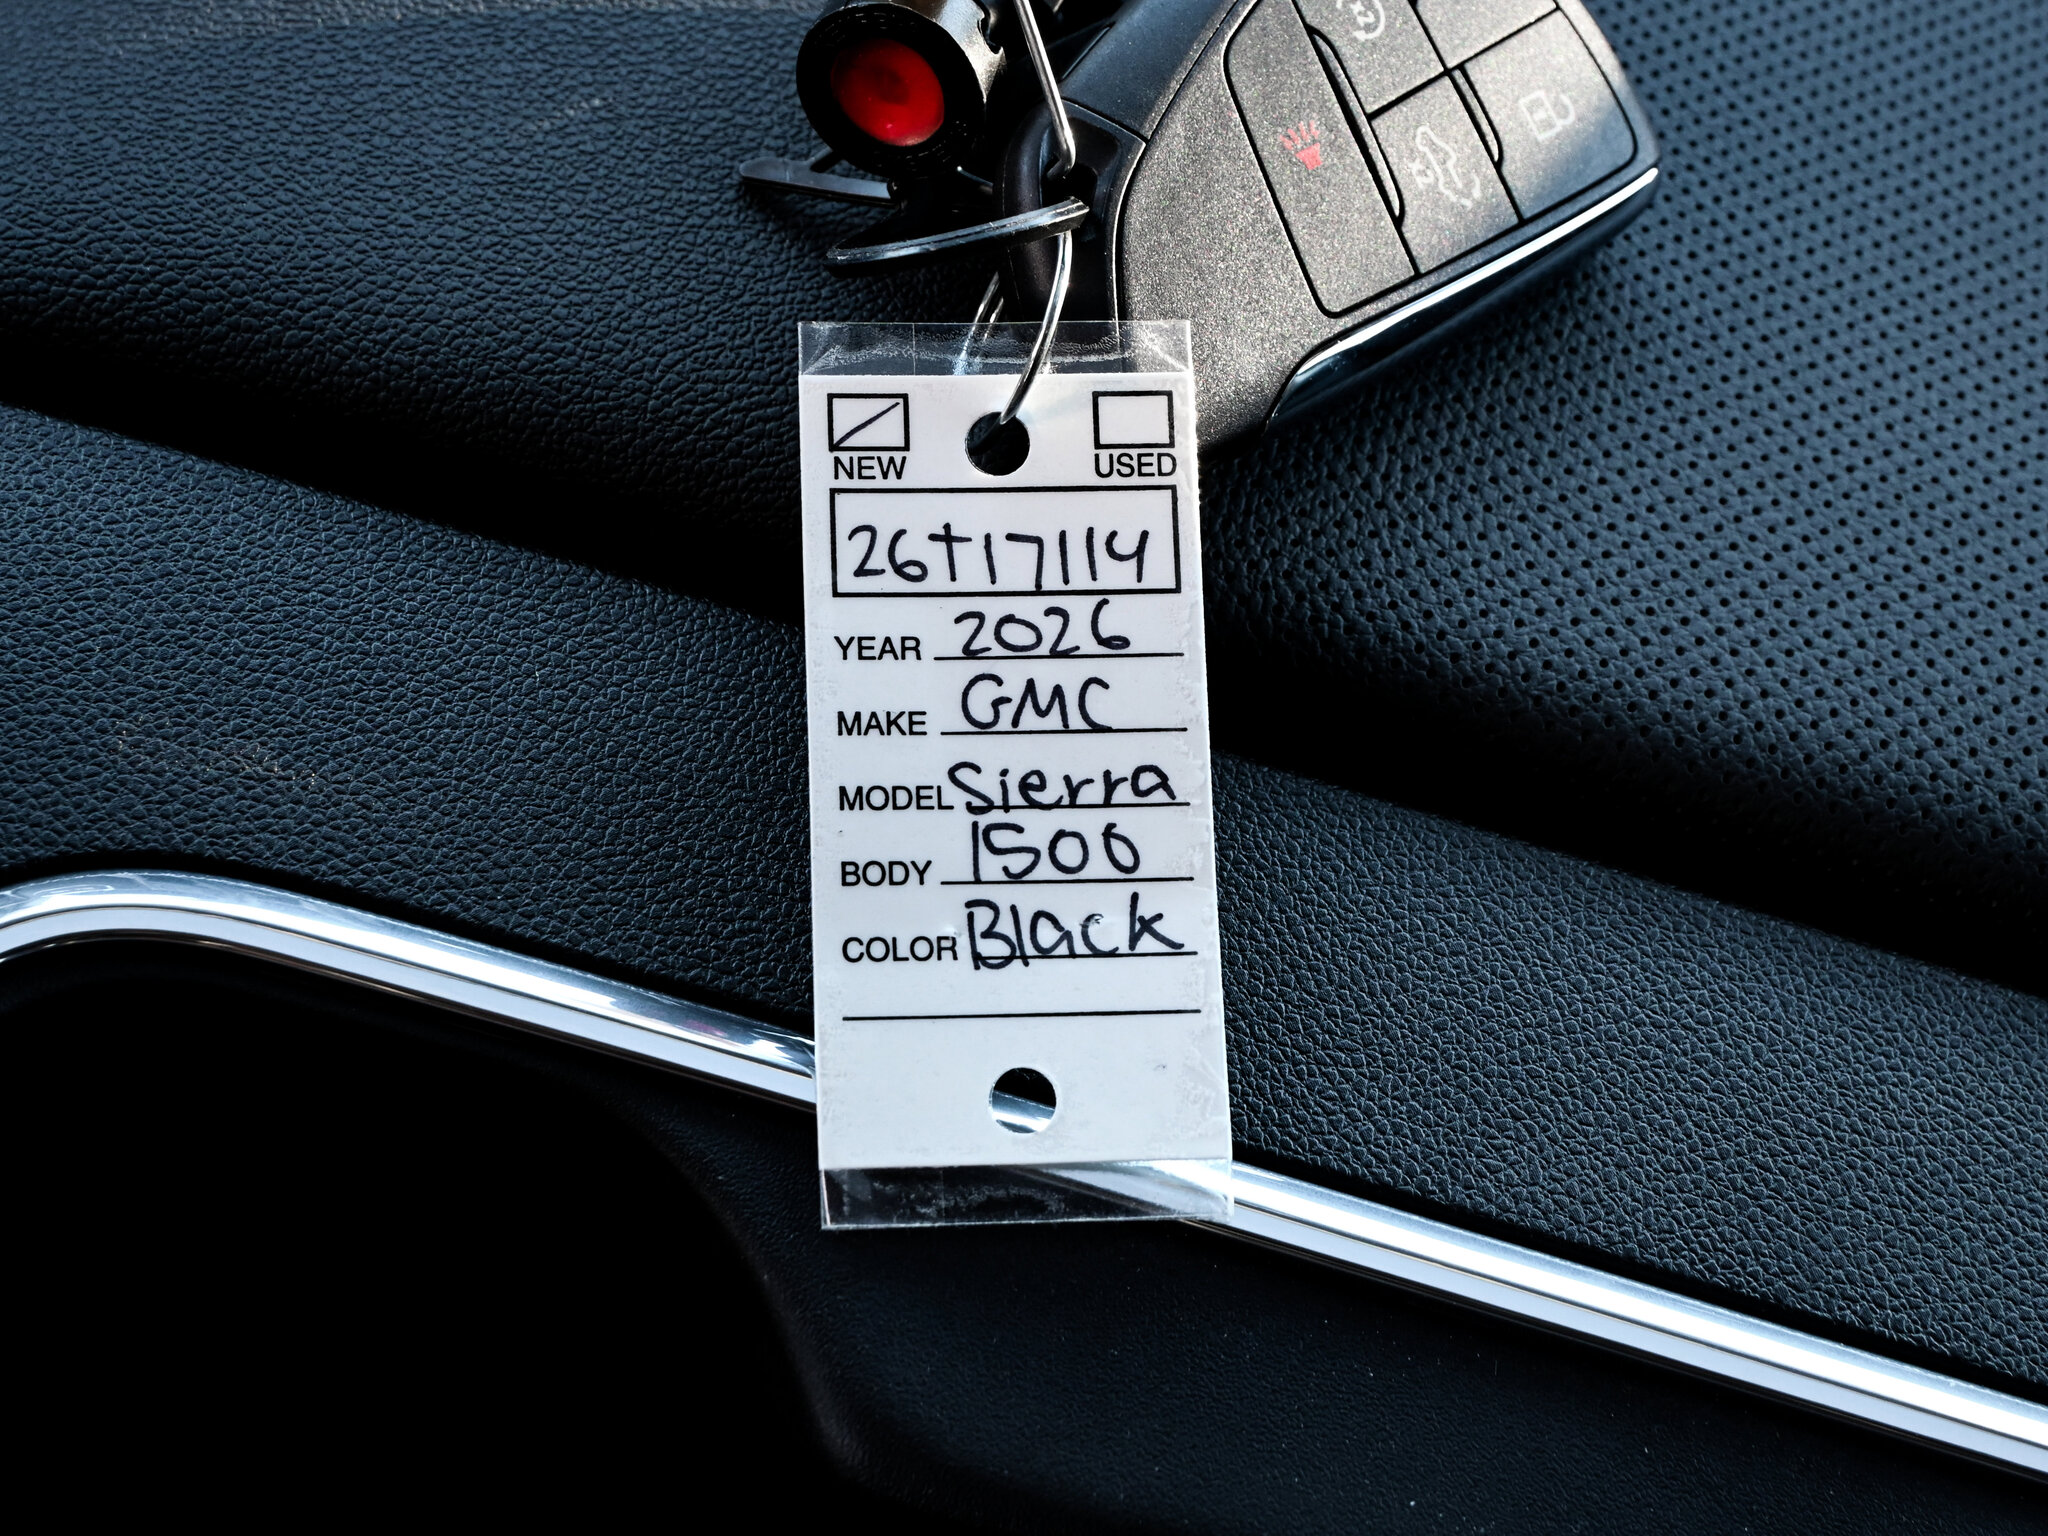 NEW USED
26T17114
YEAR 2026
MAKE GMC
MODEL Sierra
BODY 1500
COLOR Black